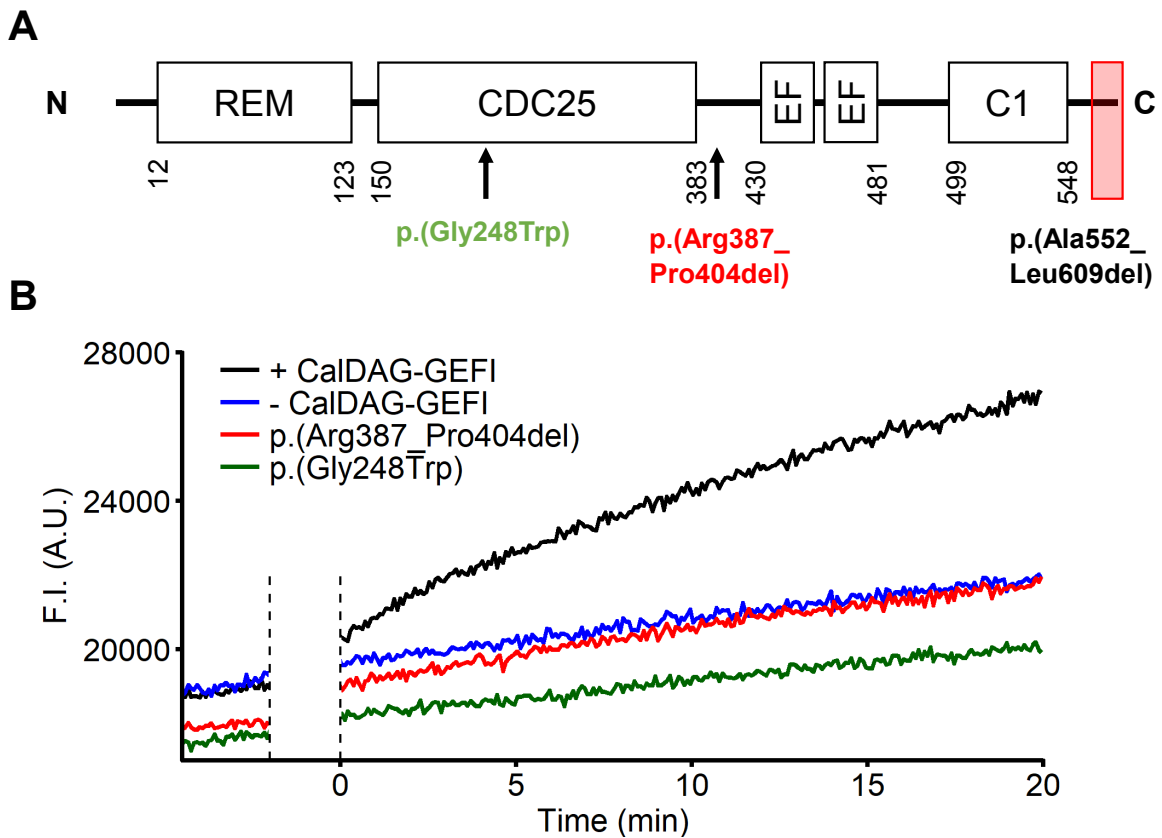 A
N
REM
CDC25
EF
EF
C1
C
12
123
150
383
430
481
499
548
p.(Gly248Trp)
p.(Arg387_
Pro404del)
p.(Ala552_
Leu609del)
B
28000
24000
20000
F.I. (A.U.)
+ CalDAG-GEFI
- CalDAG-GEFI
p.(Arg387_Pro404del)
p.(Gly248Trp)
0
5
10
15
20
Time (min)